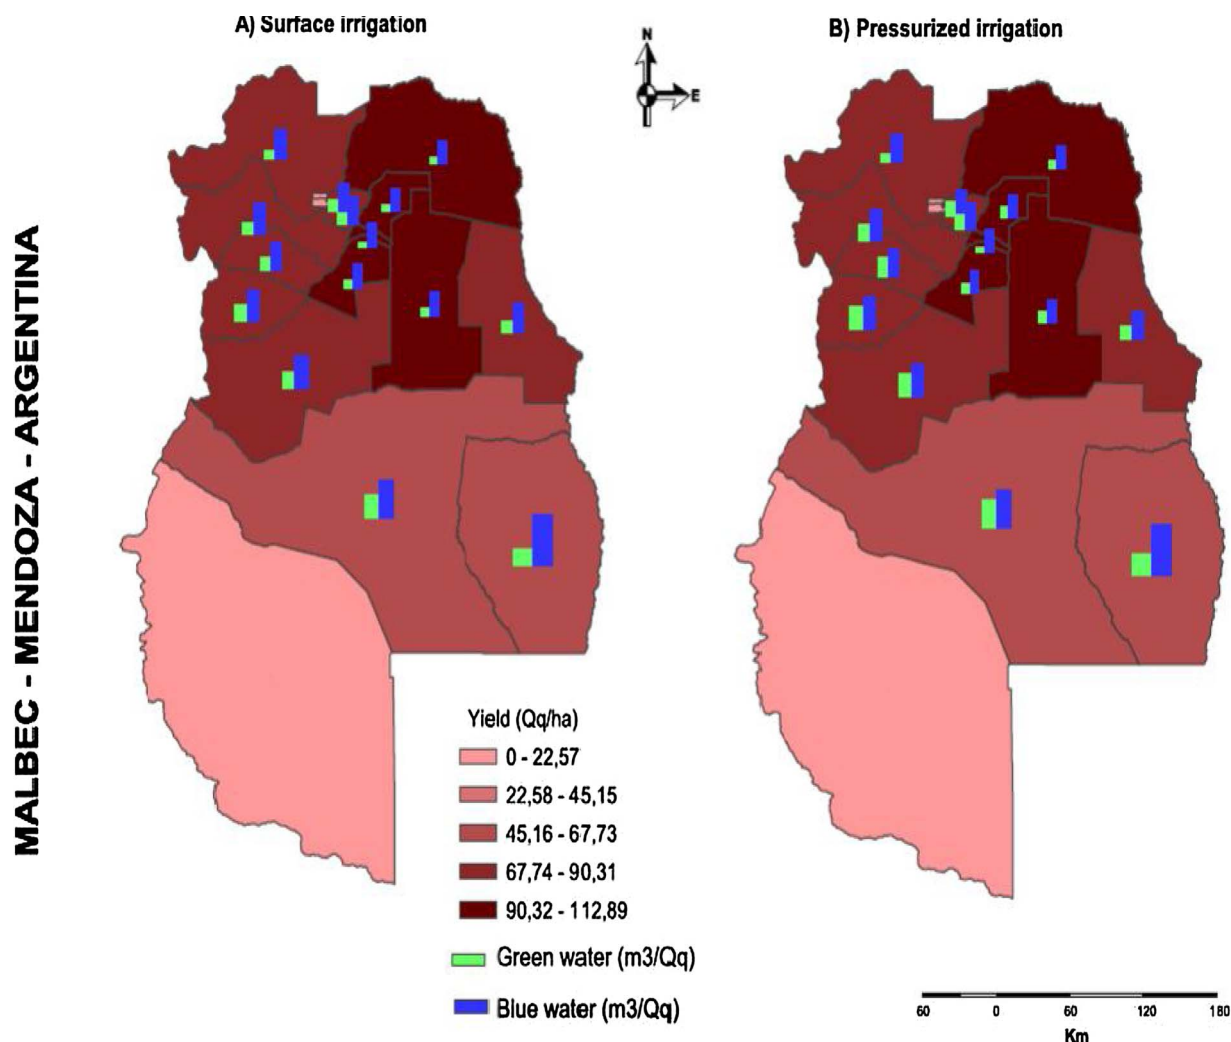 A) Surface irrigation
B) Pressurized irrigation
N
E
MALBEC - MENDOZA - ARGENTINA
Yield (Qq/ha)
0 - 22,57
22,58 - 45,15
45,16 - 67,73
67,74 - 90,31
90,32 - 112,89
Green water (m3/Qq)
Blue water (m3/Qq)
60 0 60 120 180
Km